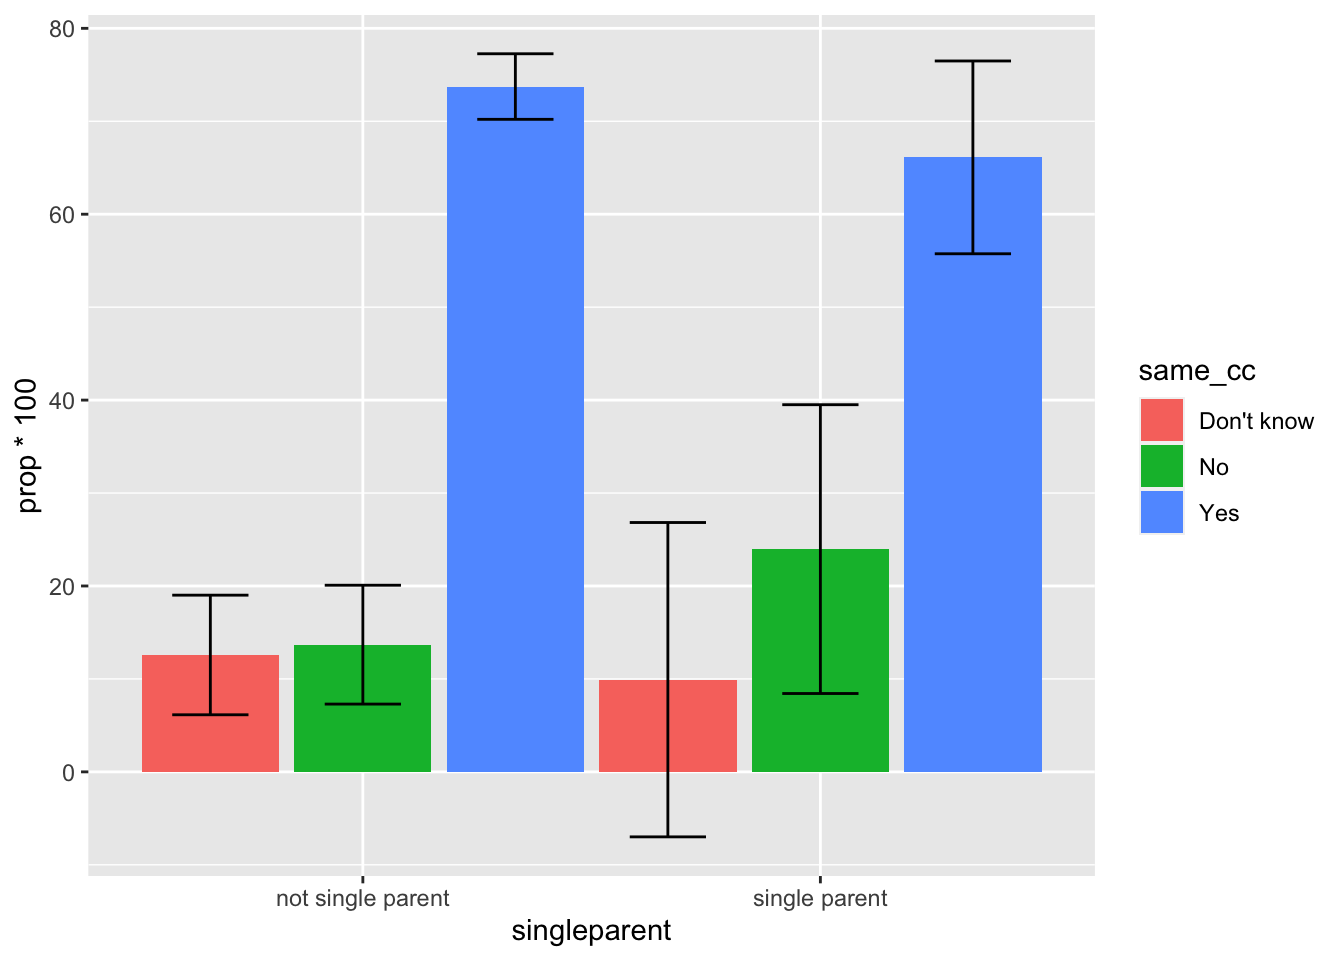 80
60
40
20
0
prop * 100
not single parent
single parent
singleparent
same_cc
Don't know
No
Yes